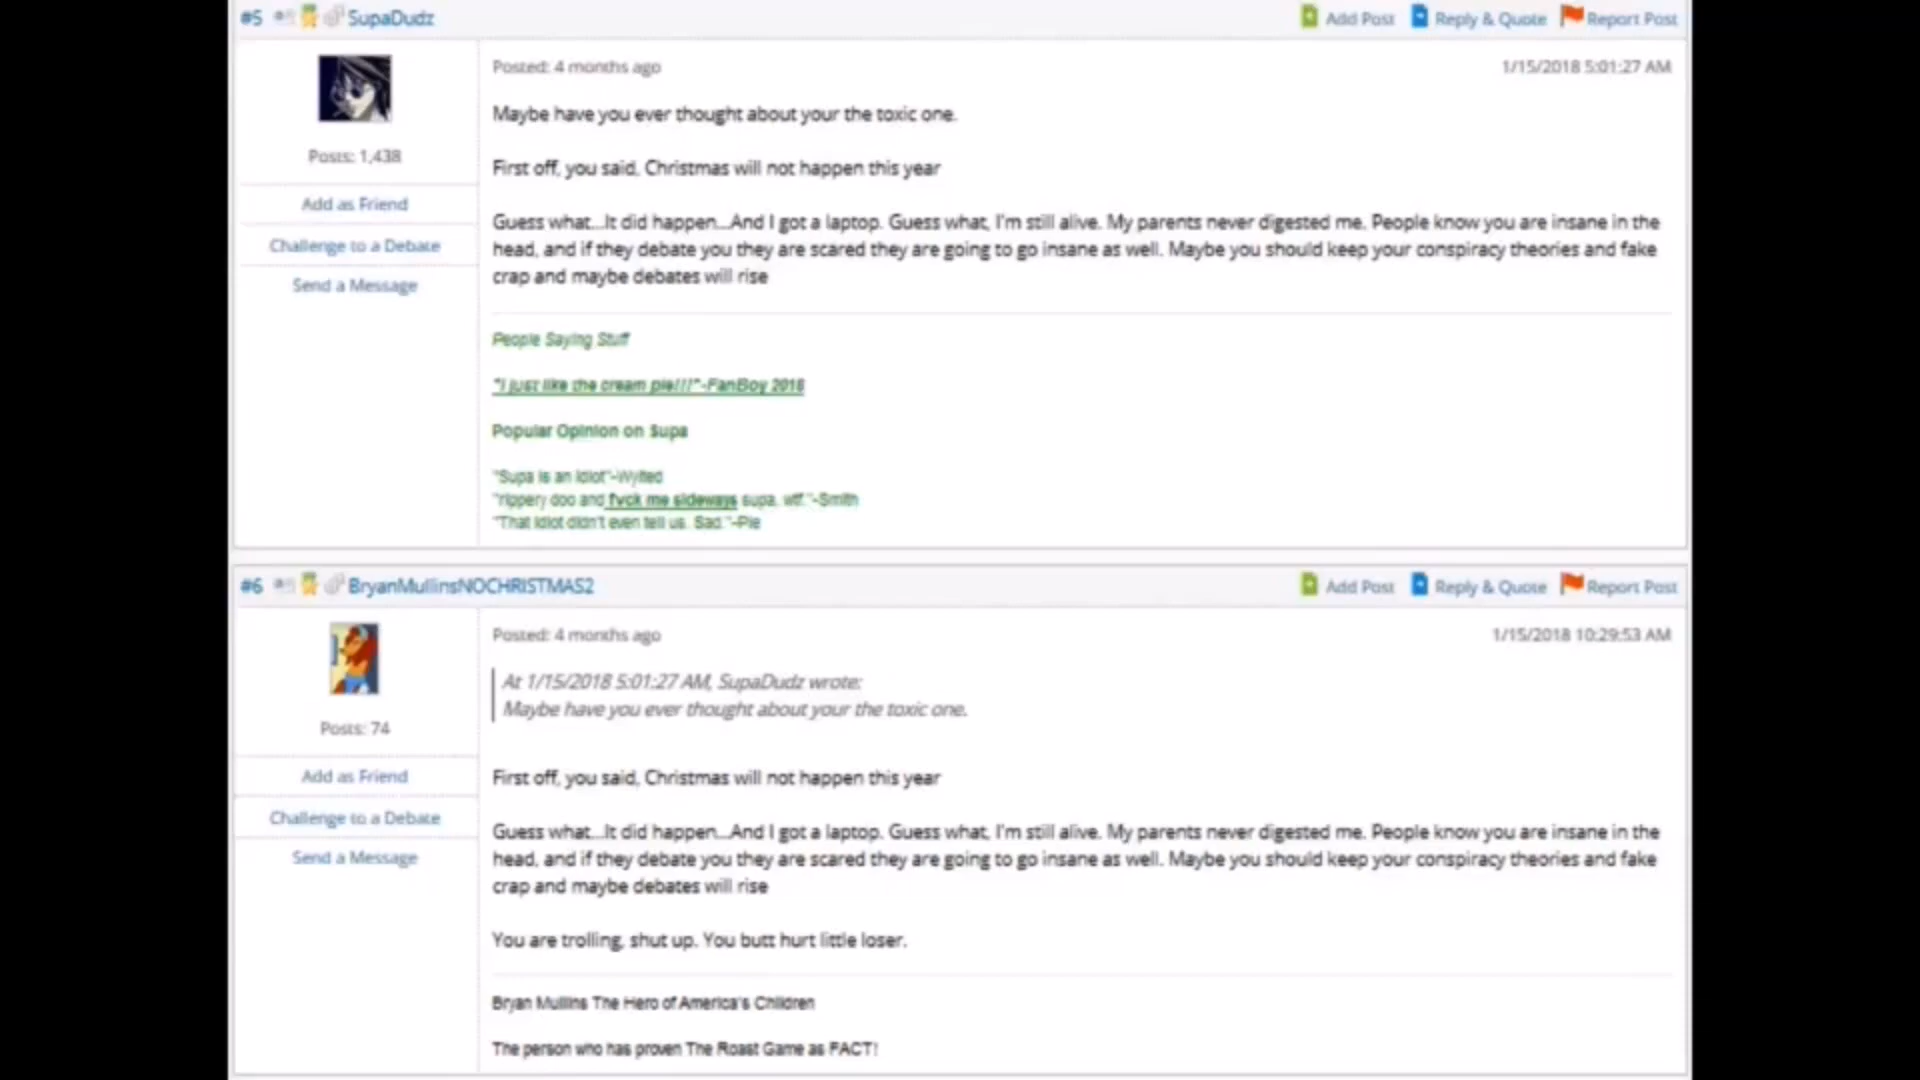 #5 SupaDudz Add Post Reply & Quote Report Post
Posted: 4 months ago 1/15/2018 5:01:27 AM
Posts: 1,438
Add as Friend
Challenge to a Debate
Send a Message
Maybe have you ever thought about your the toxic one.
First off, you said, Christmas will not happen this year
Guess what...It did happen...And I got a laptop. Guess what, I'm still alive. My parents never digested me. People know you are insane in the
head, and if they debate you they are scared they are going to go insane as well. Maybe you should keep your conspiracy theories and fake
crap and maybe debates will rise
People Saying Stuff
"I just like the cream pie!!!"-FanBoy 2018
Popular Opinion on Supa
"Supa is an idiot"-Wylted
"rippery doo and fvck me sideways supa, wtf."-Smith
"That idiot didn't even tell us. Sad."-Pie
#6 BryanMullinsNOCHRISTMAS2 Add Post Reply & Quote Report Post
Posted: 4 months ago 1/15/2018 10:29:53 AM
Posts: 74
Add as Friend
Challenge to a Debate
Send a Message
At 1/15/2018 5:01:27 AM, SupaDudz wrote:
Maybe have you ever thought about your the toxic one.
First off, you said, Christmas will not happen this year
Guess what...It did happen...And I got a laptop. Guess what, I'm still alive. My parents never digested me. People know you are insane in the
head, and if they debate you they are scared they are going to go insane as well. Maybe you should keep your conspiracy theories and fake
crap and maybe debates will rise
You are trolling, shut up. You butt hurt little loser.
Bryan Mullins The Hero of America's Children
The person who has proven The Roast Game as FACT!